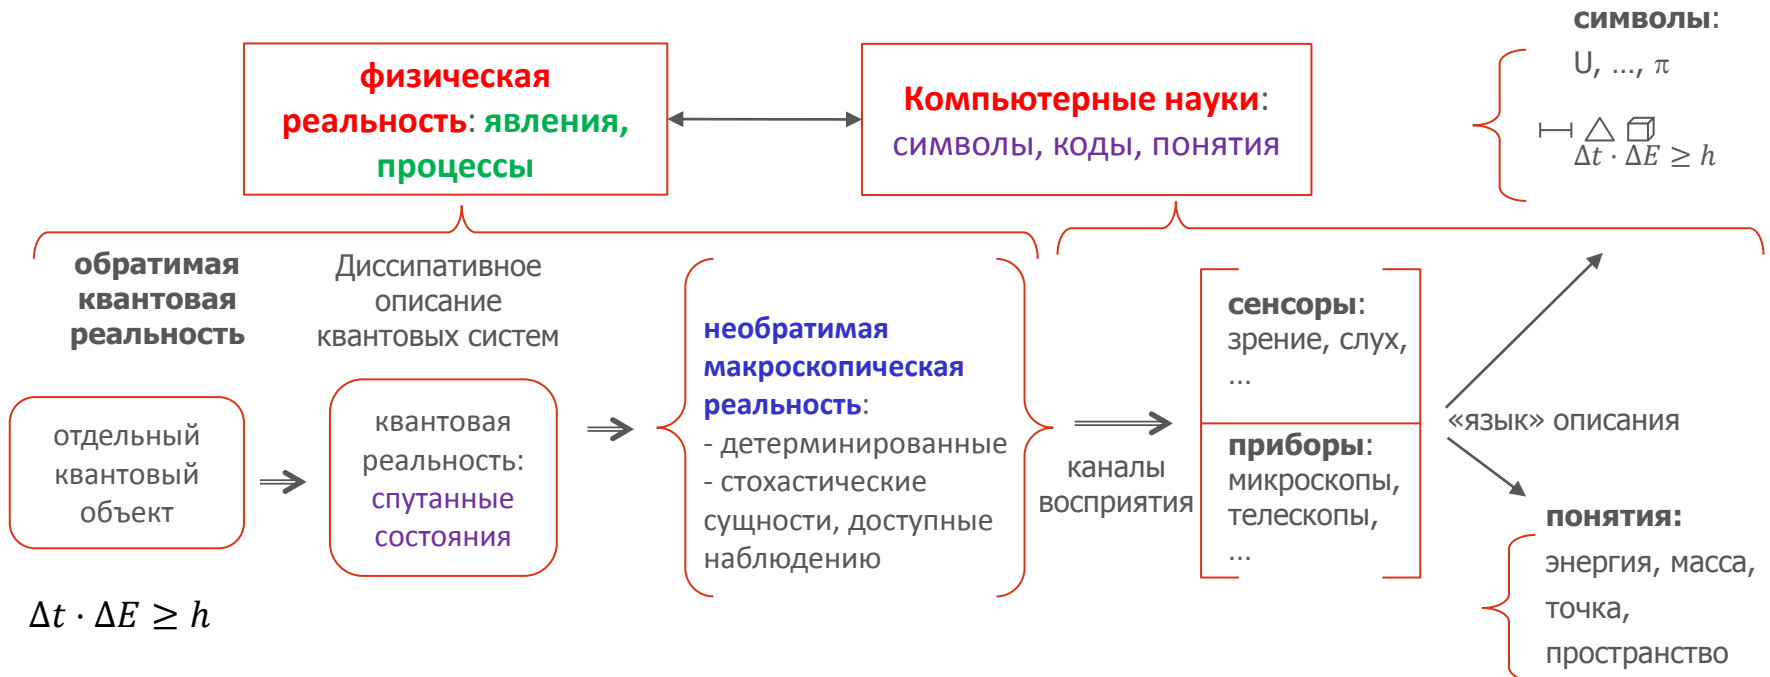 физическая
реальность: явления,
процессы
Компьютерные науки:
символы, коды, понятия
символы:
U, ..., π
Δt · ΔE ≥ h
обратимая
квантовая
реальность
Диссипативное
описание
квантовых систем
отдельный
квантовый
объект
квантовая
реальность:
спутанные
состояния
необратимая
макроскопическая
реальность:
- детерминированные
- стохастические
сущности, доступные
наблюдению
каналы
восприятия
сенсоры:
зрение, слух,
...
приборы:
микроскопы,
телескопы,
...
«язык» описания
понятия:
энергия, масса,
точка,
пространство
Δt · ΔE ≥ h